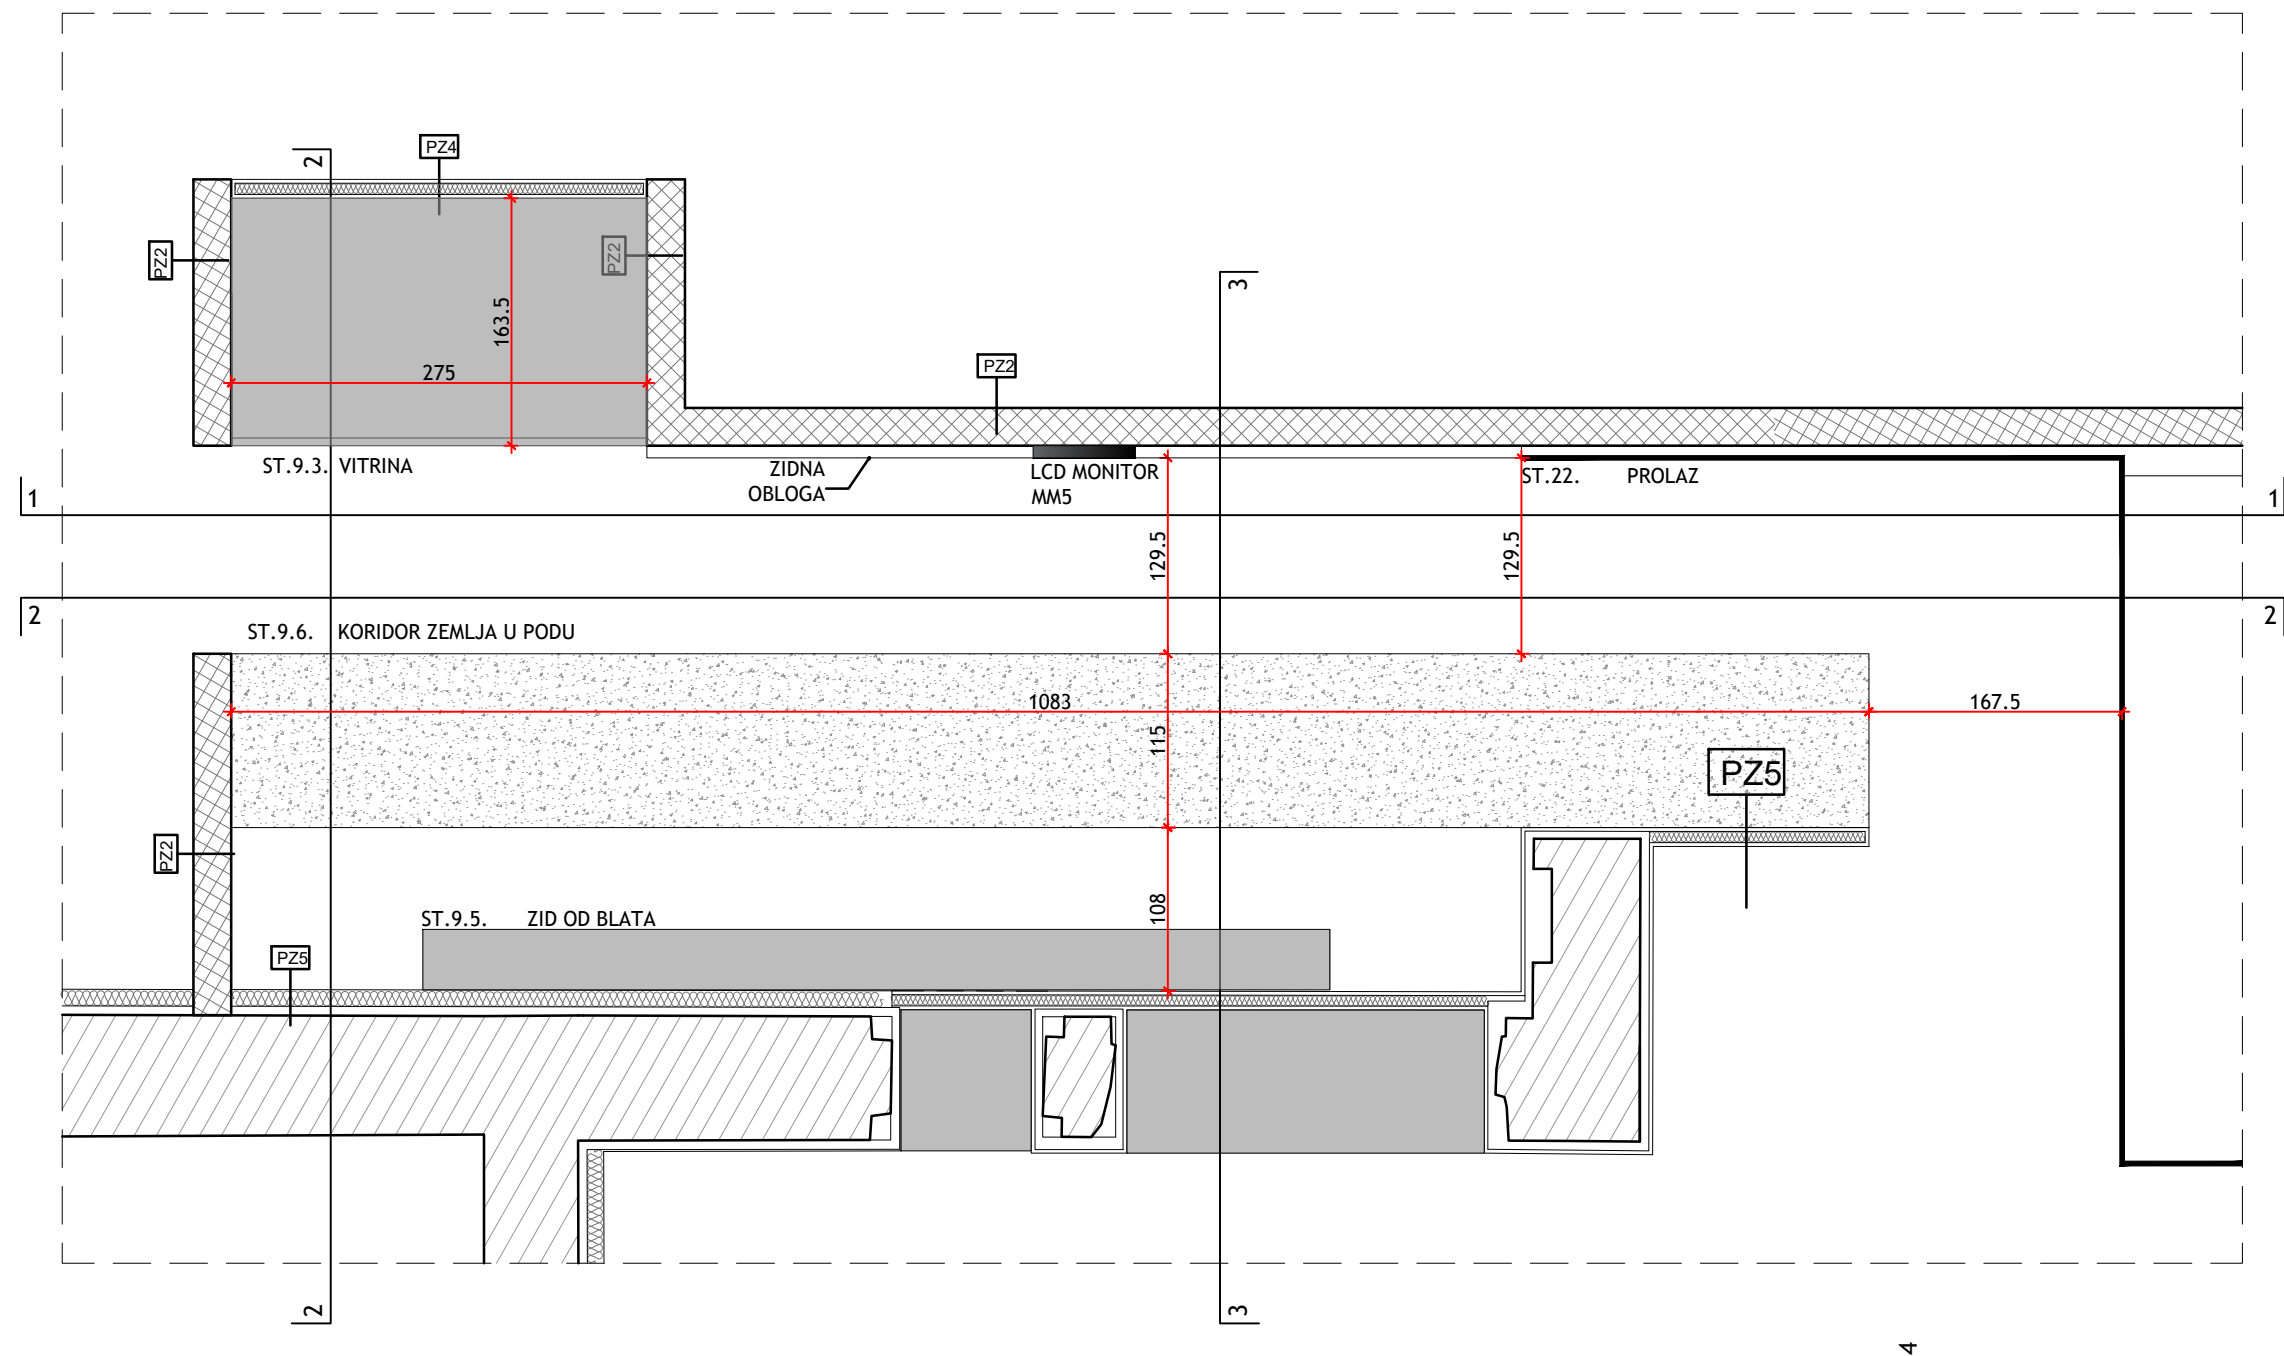 2
PZ4
PZ2
PZ2
163.5
275
3
PZ2
ST.9.3. VITRINA
ZIDNA
OBLOGA
LCD MONITOR
MM5
ST.22. PROLAZ
1
1
129.5
129.5
2
2
ST.9.6. KORIDOR ZEMLJA U PODU
1083
167.5
115
PZ5
PZ2
108
ST.9.5. ZID OD BLATA
PZ5
2
3
4